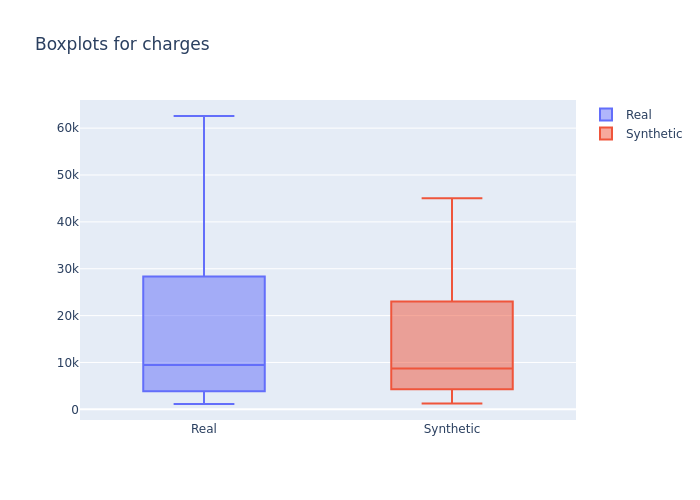 Boxplots for charges
Real
Synthetic
60k
50k
40k
30k
20k
10k
0
Real
Synthetic